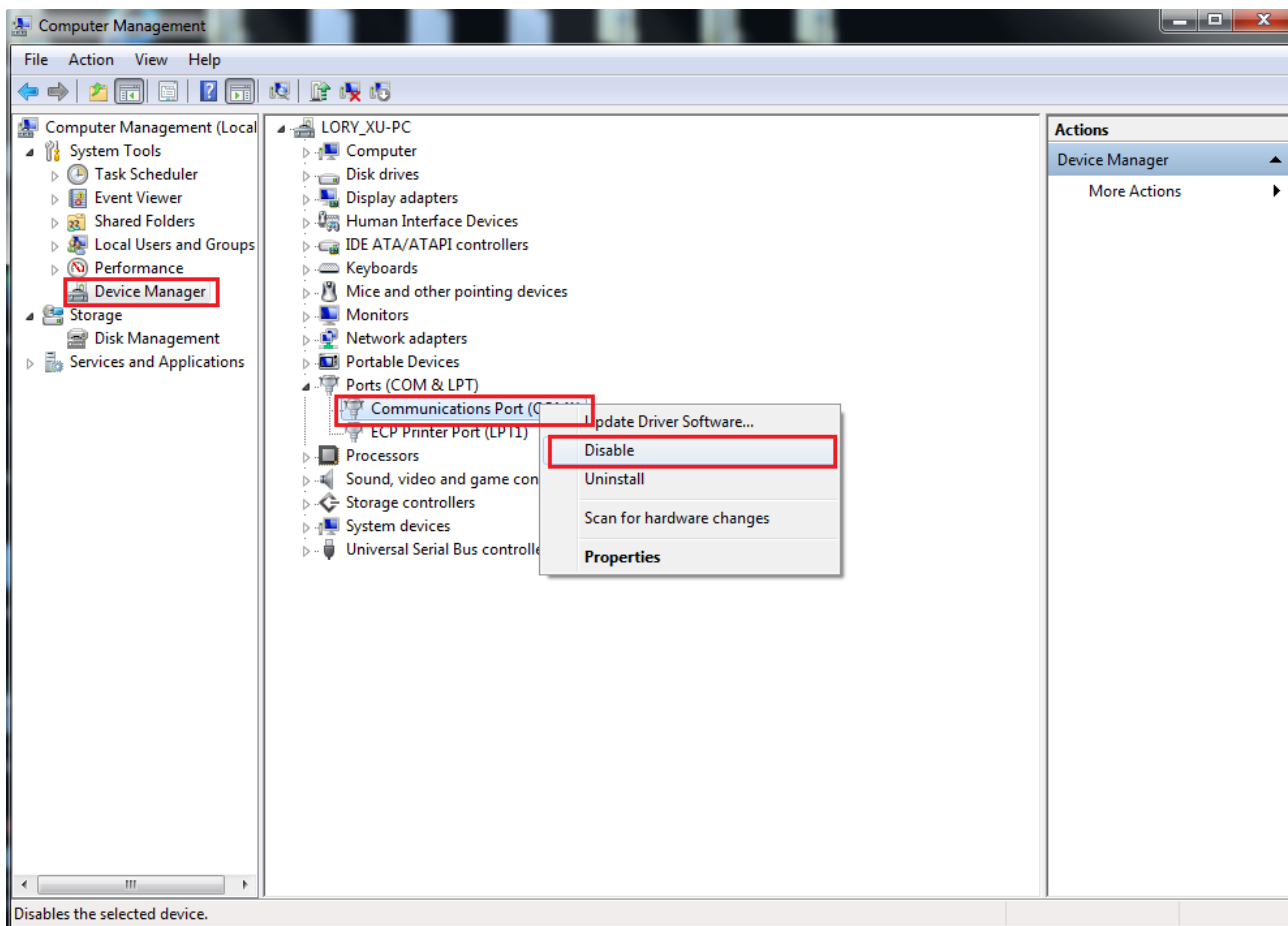 Computer Management
File Action View Help
Computer Management (Local
System Tools
Task Scheduler
Event Viewer
Shared Folders
Local Users and Groups
Performance
Device Manager
Storage
Disk Management
Services and Applications
LORY_XU-PC
Computer
Disk drives
Display adapters
Human Interface Devices
IDE ATA/ATAPI controllers
Keyboards
Mice and other pointing devices
Monitors
Network adapters
Portable Devices
Ports (COM & LPT)
Communications Port
ECP Printer Port (LPT1)
Processors
Sound, video and game con
Storage controllers
System devices
Universal Serial Bus controlle
Update Driver Software...
Disable
Uninstall
Scan for hardware changes
Properties
Actions
Device Manager
More Actions
Disables the selected device.